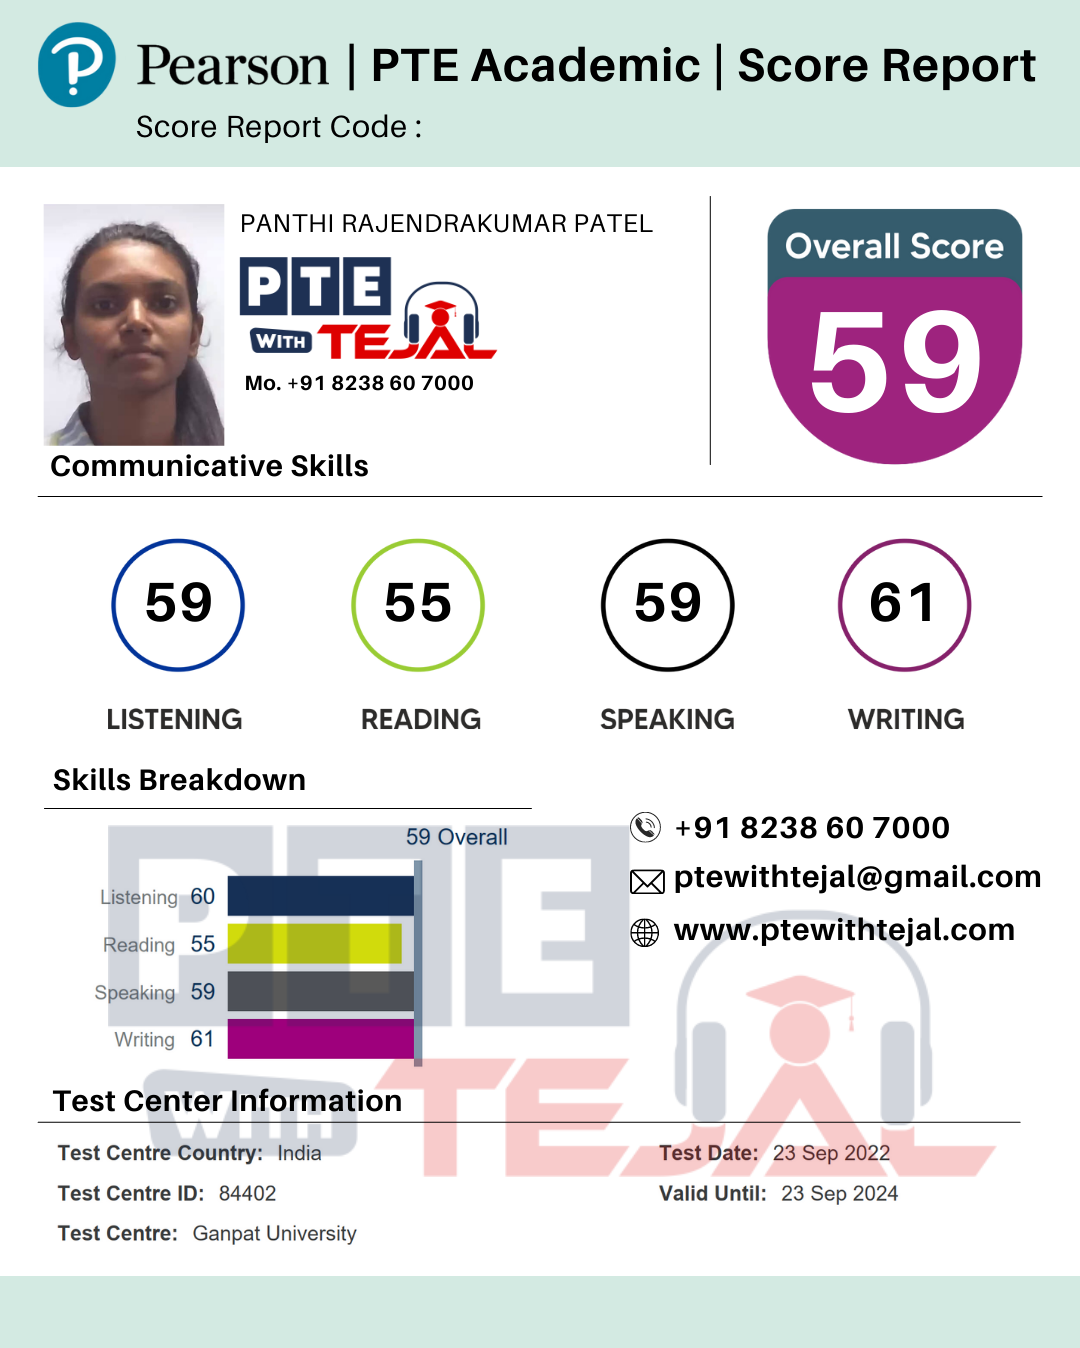 Pearson | PTE Academic | Score Report
Score Report Code :
PANTHI RAJENDRAKUMAR PATEL
Overall Score
59
PTE
WITH TEJAL
Mo. +91 8238 60 7000
Communicative Skills
59 55 59 61
LISTENING READING SPEAKING WRITING
Skills Breakdown
59 Overall
Listening 60
Reading 55
Speaking 59
Writing 61
+91 8238 60 7000
ptewithtejal@gmail.com
www.ptewithtejal.com
PTE
WITH TEJAL
Test Center Information
Test Centre Country: India
Test Date: 23 Sep 2022
Test Centre ID: 84402
Valid Until: 23 Sep 2024
Test Centre: Ganpat University